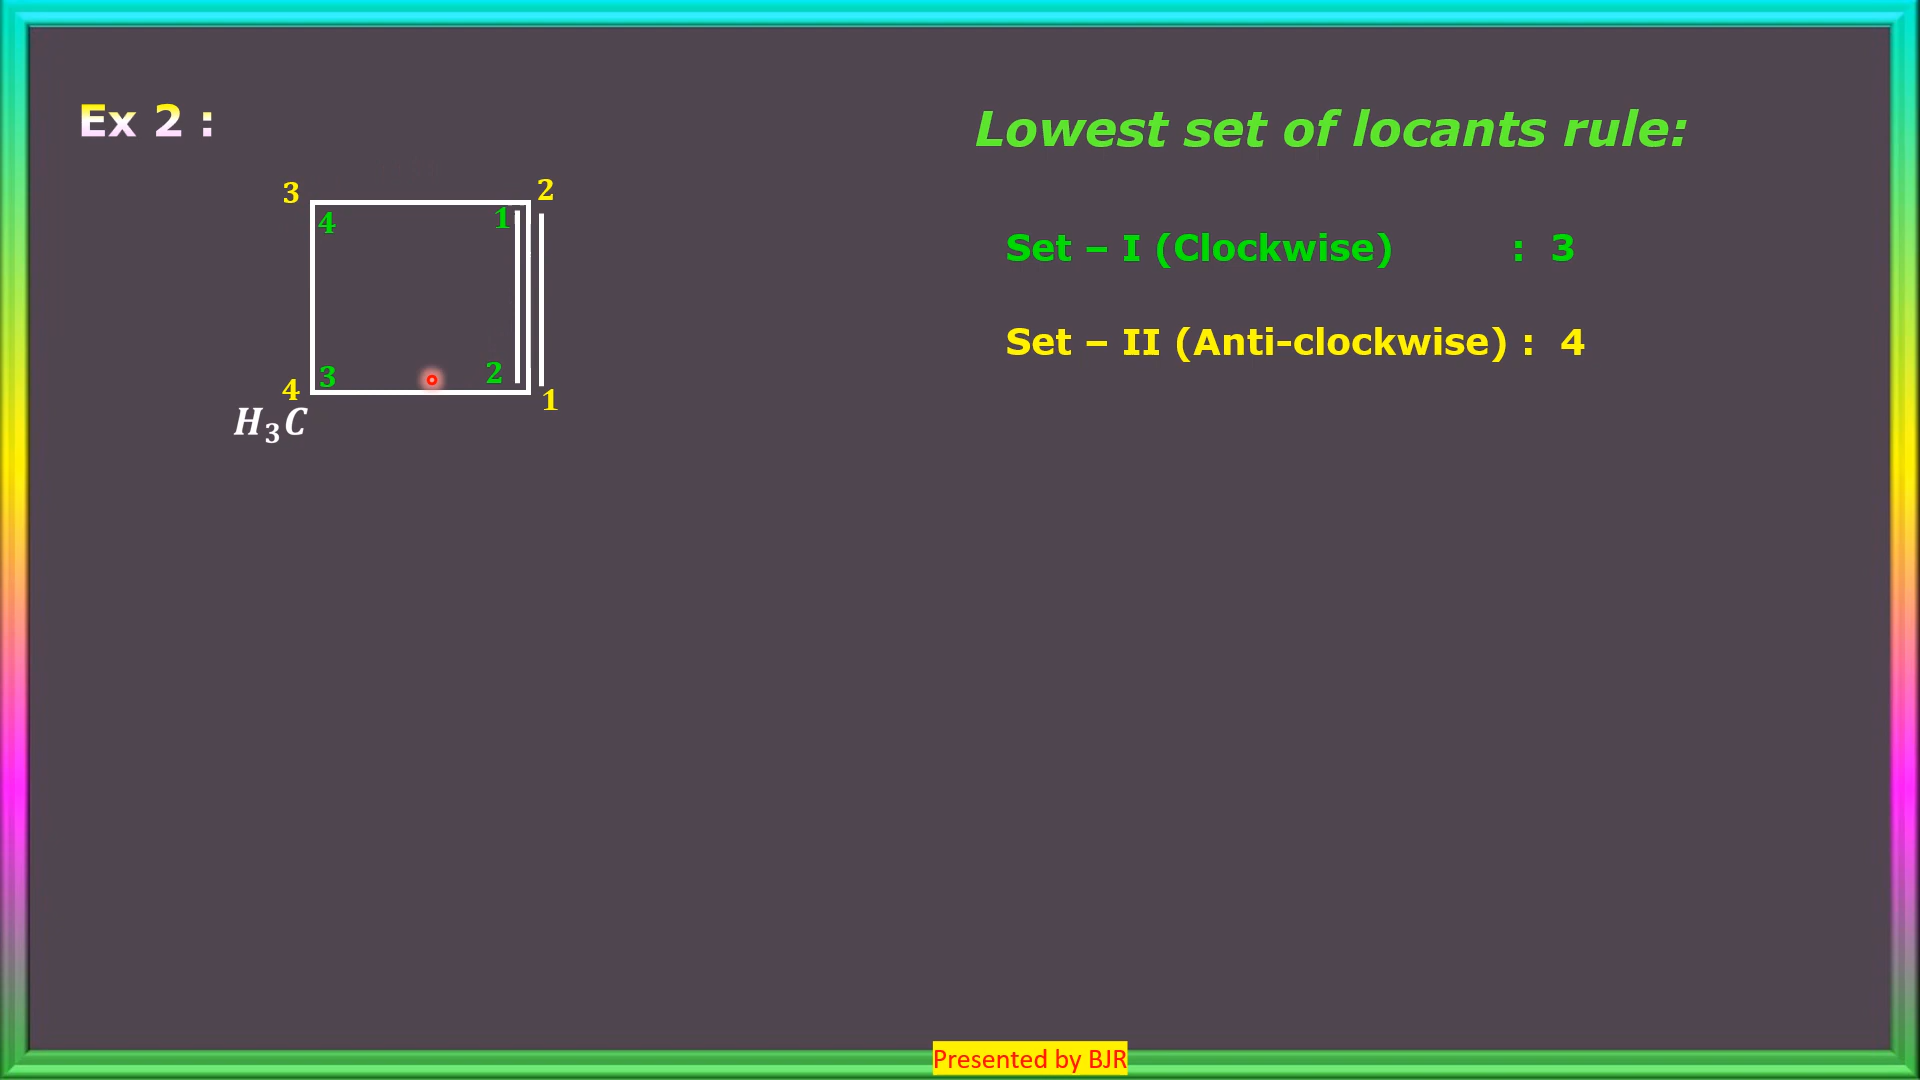 Ex 2 :
Lowest set of locants rule:
3 2
4 1
Set – I (Clockwise) : 3
Set – II (Anti-clockwise) : 4
3 2
4 1
H₃C
Presented by BJR